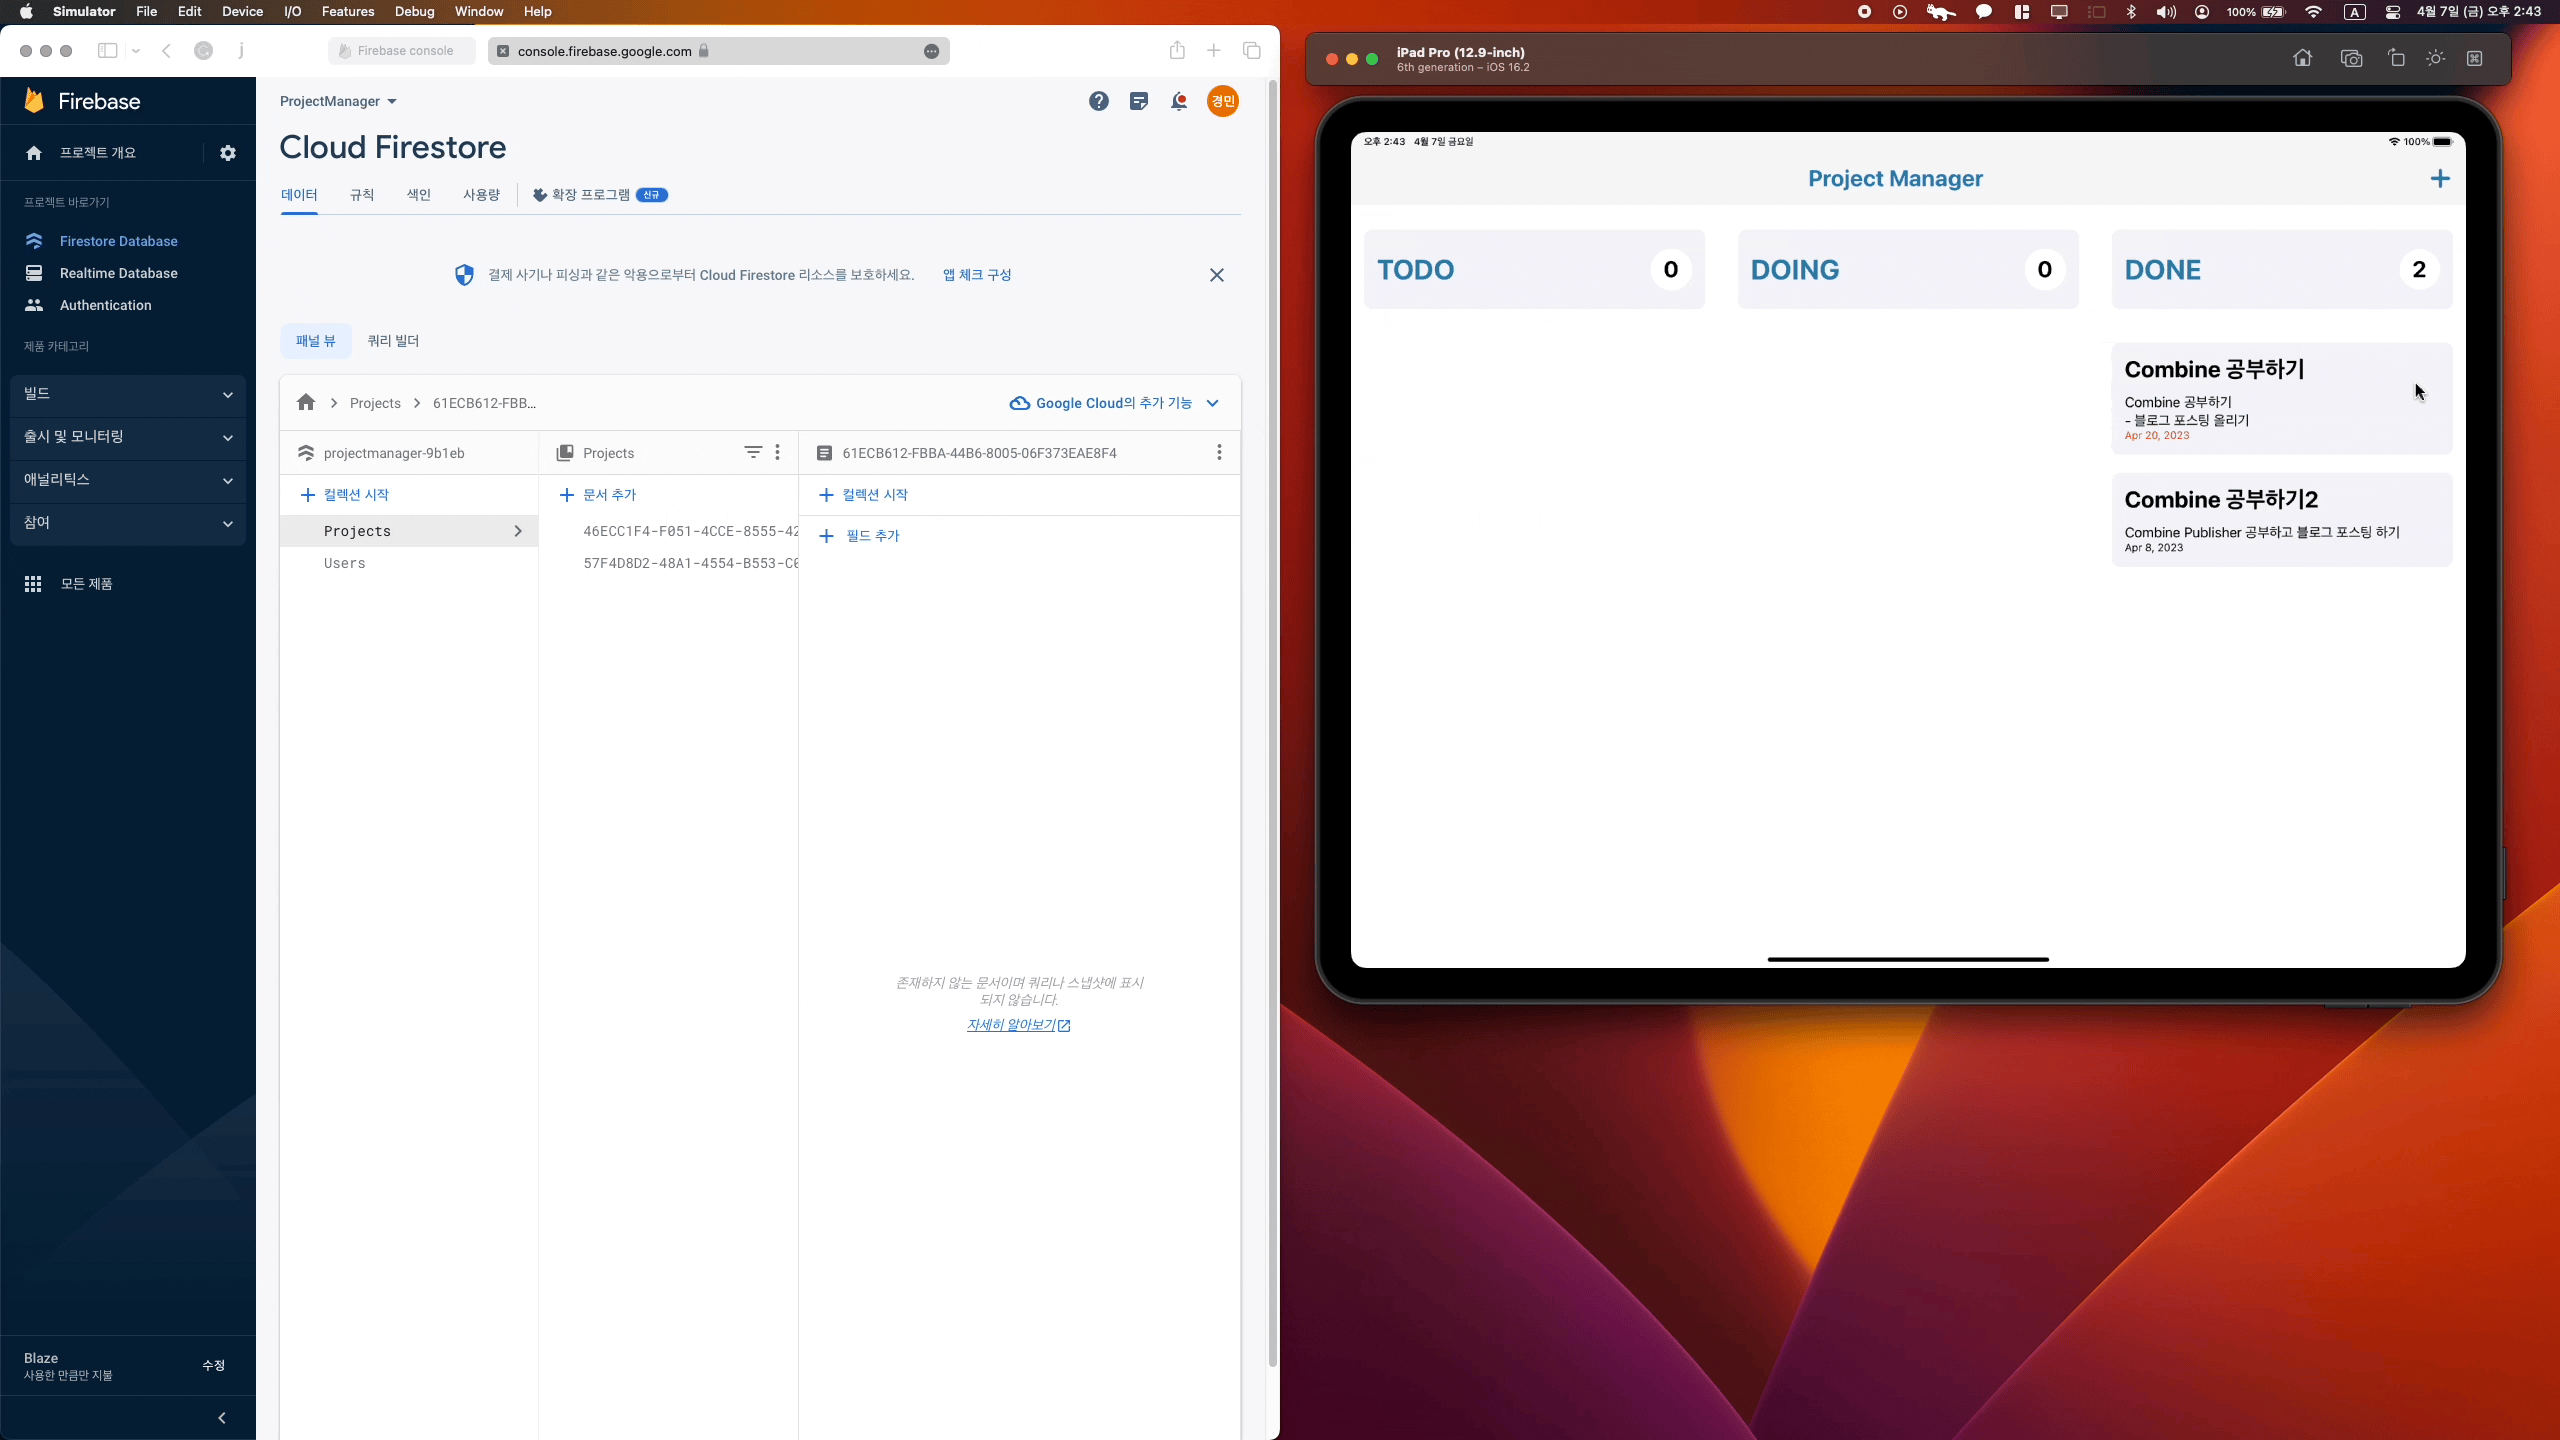 Simulator File Edit Device I/O Features Debug Window Help
100% A 4월 7일 (금) 오후 2:43
j Firebase console console.firebase.google.com
Firebase
프로젝트 개요
프로젝트 바로가기
Firestore Database
Realtime Database
Authentication
제품 카테고리
빌드
출시 및 모니터링
애널리틱스
참여
모든 제품
Blaze
사용한 만큼만 지불
수정
ProjectManager
경민
Cloud Firestore
데이터 규칙 색인 사용량 확장 프로그램 신규
결제 사기나 피싱과 같은 악용으로부터 Cloud Firestore 리소스를 보호하세요. 앱 체크 구성
패널 뷰 쿼리 빌더
Projects 61ECB612-FBB... Google Cloud의 추가 기능
projectmanager-9b1eb Projects 61ECB612-FBBA-44B6-8005-06F373EAE8F4
컬렉션 시작 문서 추가 컬렉션 시작
Projects 46ECC1F4-F051-4CCE-8555-42 필드 추가
Users 57F4D8D2-48A1-4554-B553-C
존재하지 않는 문서이며 쿼리나 스냅샷에 표시
되지 않습니다.
자세히 알아보기
iPad Pro (12.9-inch)
6th generation – iOS 16.2
오후 2:43 4월 7일 금요일 100%
Project Manager
TODO 0 DOING 0 DONE 2
Combine 공부하기
Combine 공부하기
- 블로그 포스팅 올리기
Apr 20, 2023
Combine 공부하기2
Combine Publisher 공부하고 블로그 포스팅 하기
Apr 8, 2023